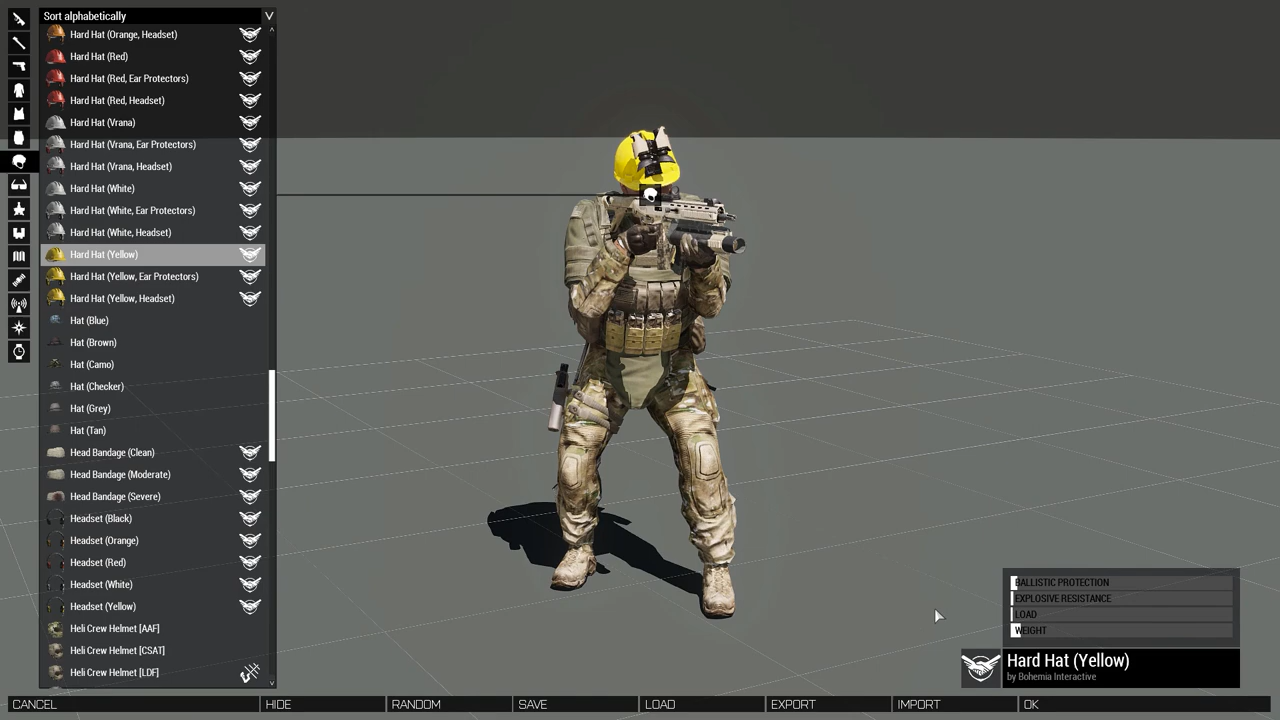 Sort alphabetically
Hard Hat (Orange, Headset)
Hard Hat (Red)
Hard Hat (Red, Ear Protectors)
Hard Hat (Red, Headset)
Hard Hat (Vrana)
Hard Hat (Vrana, Ear Protectors)
Hard Hat (Vrana, Headset)
Hard Hat (White)
Hard Hat (White, Ear Protectors)
Hard Hat (White, Headset)
Hard Hat (Yellow)
Hard Hat (Yellow, Ear Protectors)
Hard Hat (Yellow, Headset)
Hat (Blue)
Hat (Brown)
Hat (Camo)
Hat (Checker)
Hat (Grey)
Hat (Tan)
Head Bandage (Clean)
Head Bandage (Moderate)
Head Bandage (Severe)
Headset (Black)
Headset (Orange)
Headset (Red)
Headset (White)
Headset (Yellow)
Heli Crew Helmet [AAF]
Heli Crew Helmet [CSAT]
Heli Crew Helmet [LDF]
BALLISTIC PROTECTION
EXPLOSIVE RESISTANCE
LOAD
WEIGHT
Hard Hat (Yellow)
by Bohemia Interactive
CANCEL HIDE RANDOM SAVE LOAD EXPORT IMPORT OK